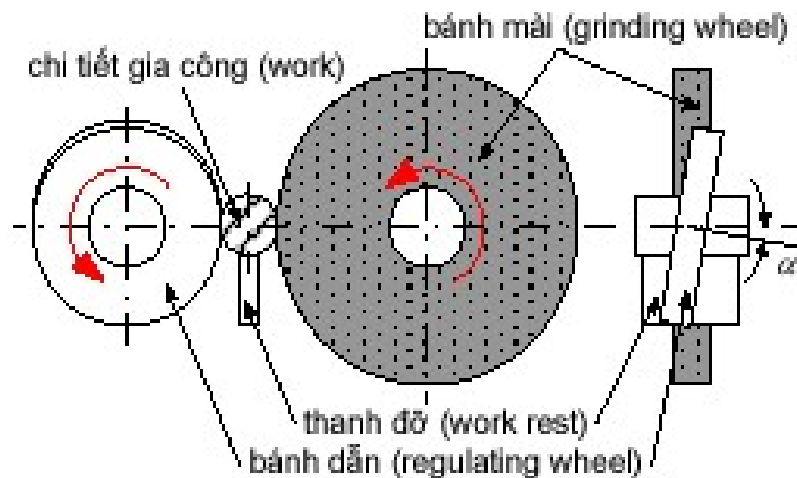 bánh mài (grinding wheel)
chi tiết gia công (work)
α
thanh đỡ (work rest)
bánh dẫn (regulating wheel)